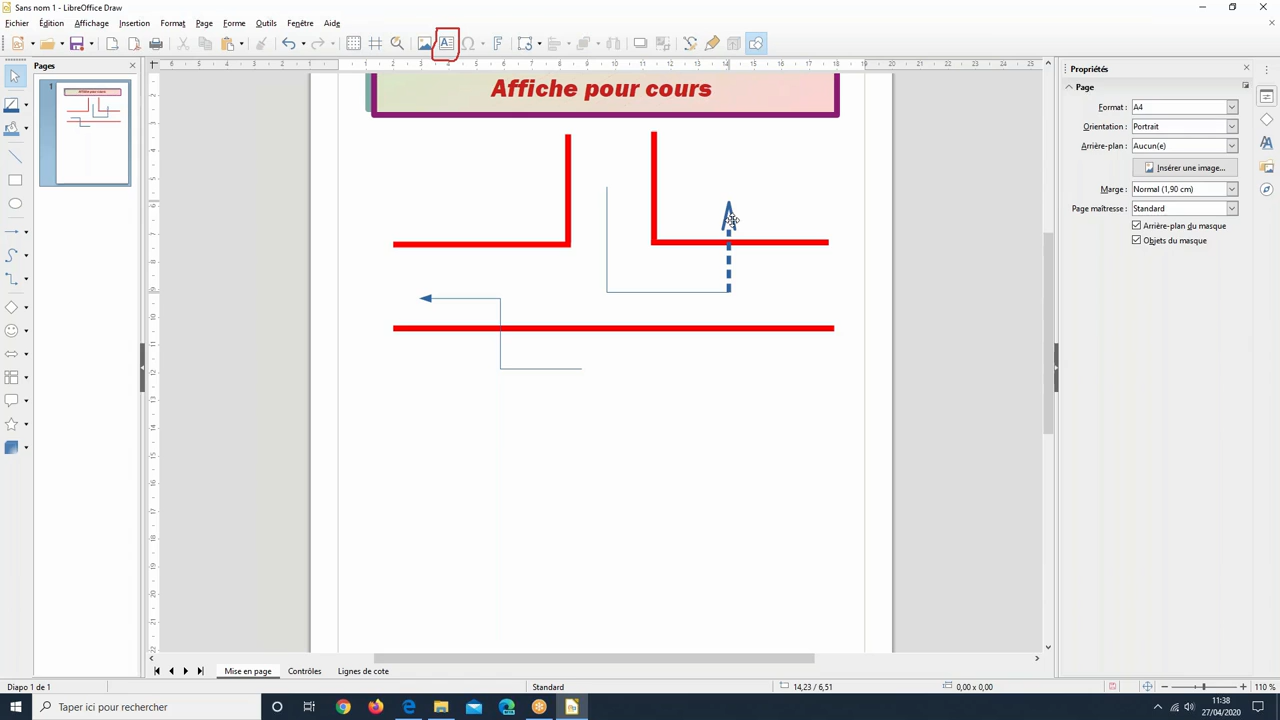 Sans nom 1 - LibreOffice Draw
Fichier Édition Affichage Insertion Format Page Forme Outils Fenêtre Aide
Pages
Propriétés
Affiche pour cours
Page
Format : A4
Orientation : Portrait
Arrière-plan : Aucun(e)
Insérer une image...
Marge : Normal (1,90 cm)
Page maîtresse : Standard
Arrière-plan du masque
Objets du masque
Mise en page Contrôles Lignes de cote
Diapo 1 de 1 Standard 14,23 / 6,51 0,00 x 0,00 110 %
Taper ici pour rechercher
11:38
27/04/2020